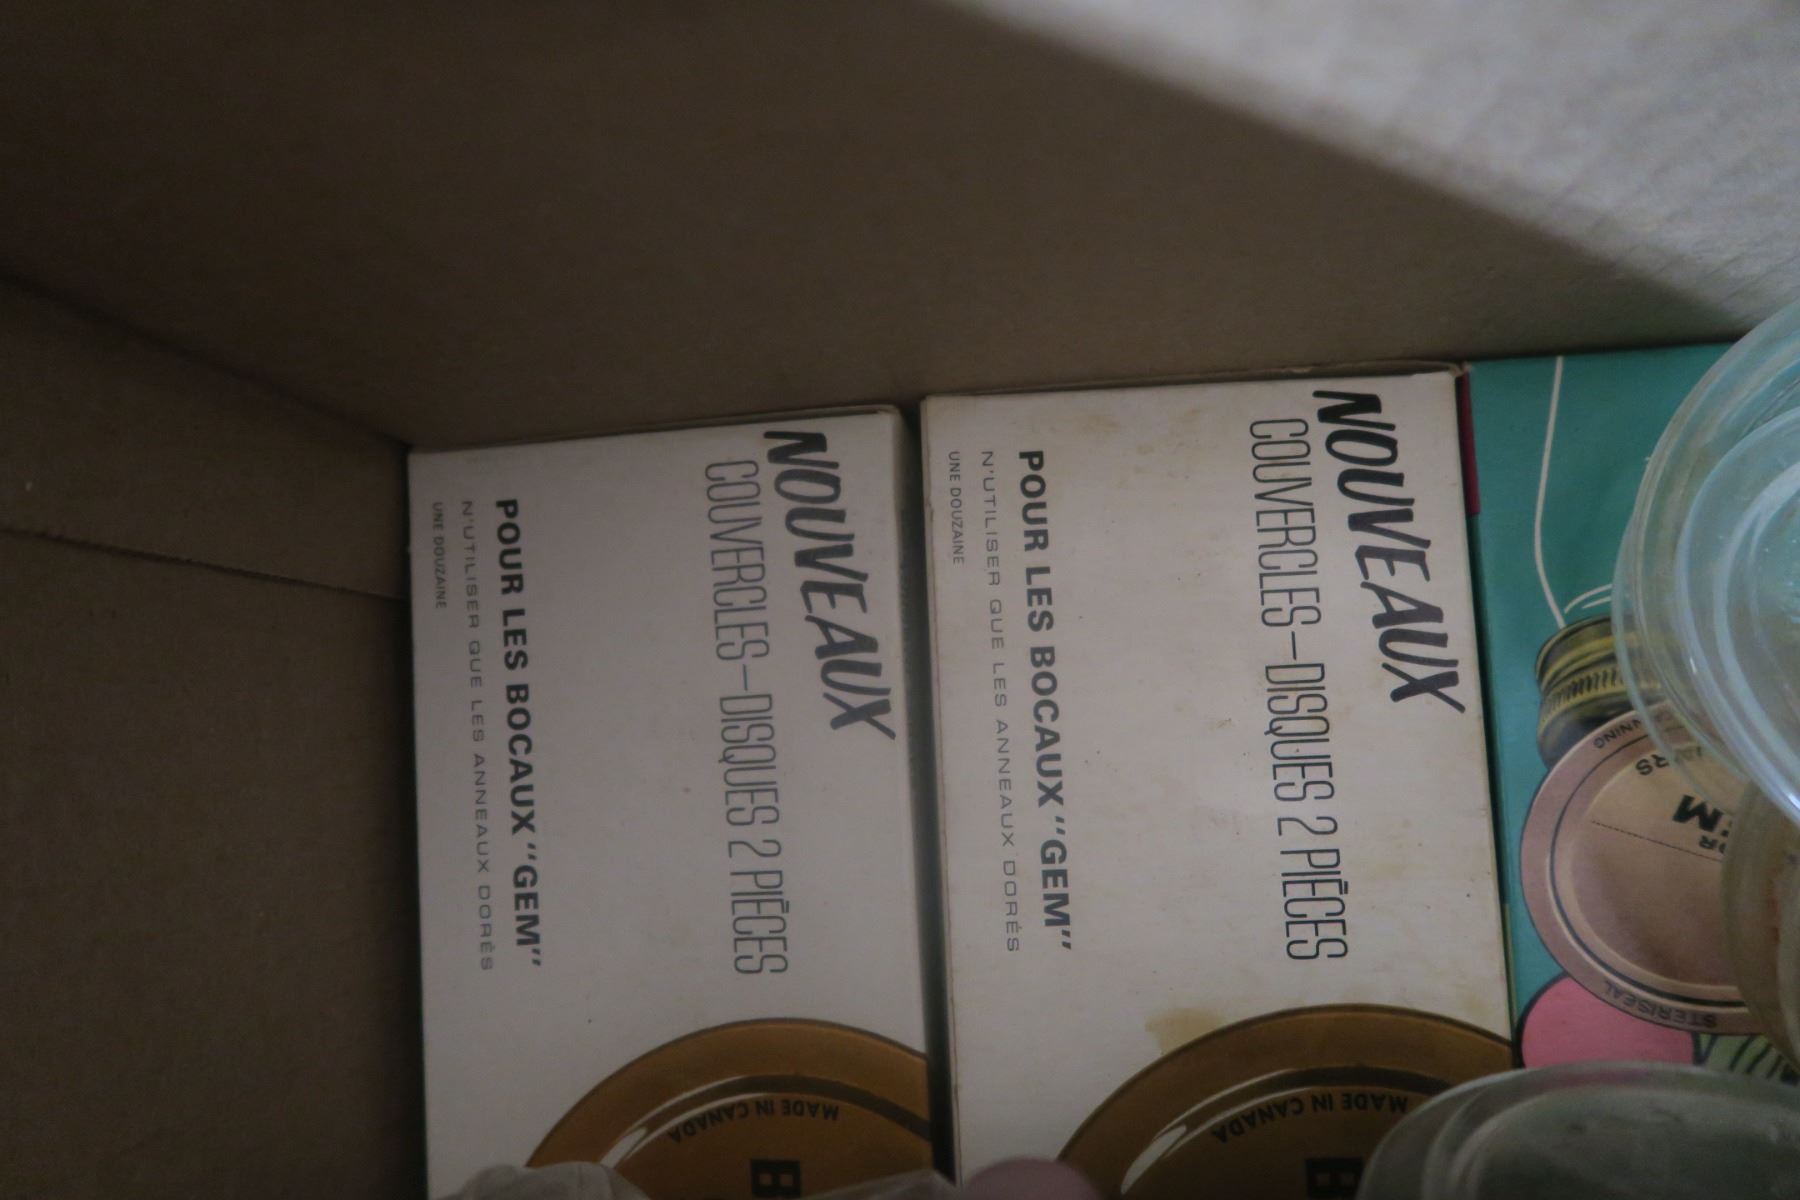 NOUVEAUX
COUVERCLES—DISQUES 2 PIÈCES
POUR LES BOCAUX "GEM"
N'UTILISER QUE LES ANNEAUX DORÉS
UNE DOUZAINE
MADE IN CANADA
B
NOUVEAUX
COUVERCLES—DISQUES 2 PIÈCES
POUR LES BOCAUX "GEM"
N'UTILISER QUE LES ANNEAUX DORÉS
UNE DOUZAINE
MADE IN CANADA
B
STERISEAL